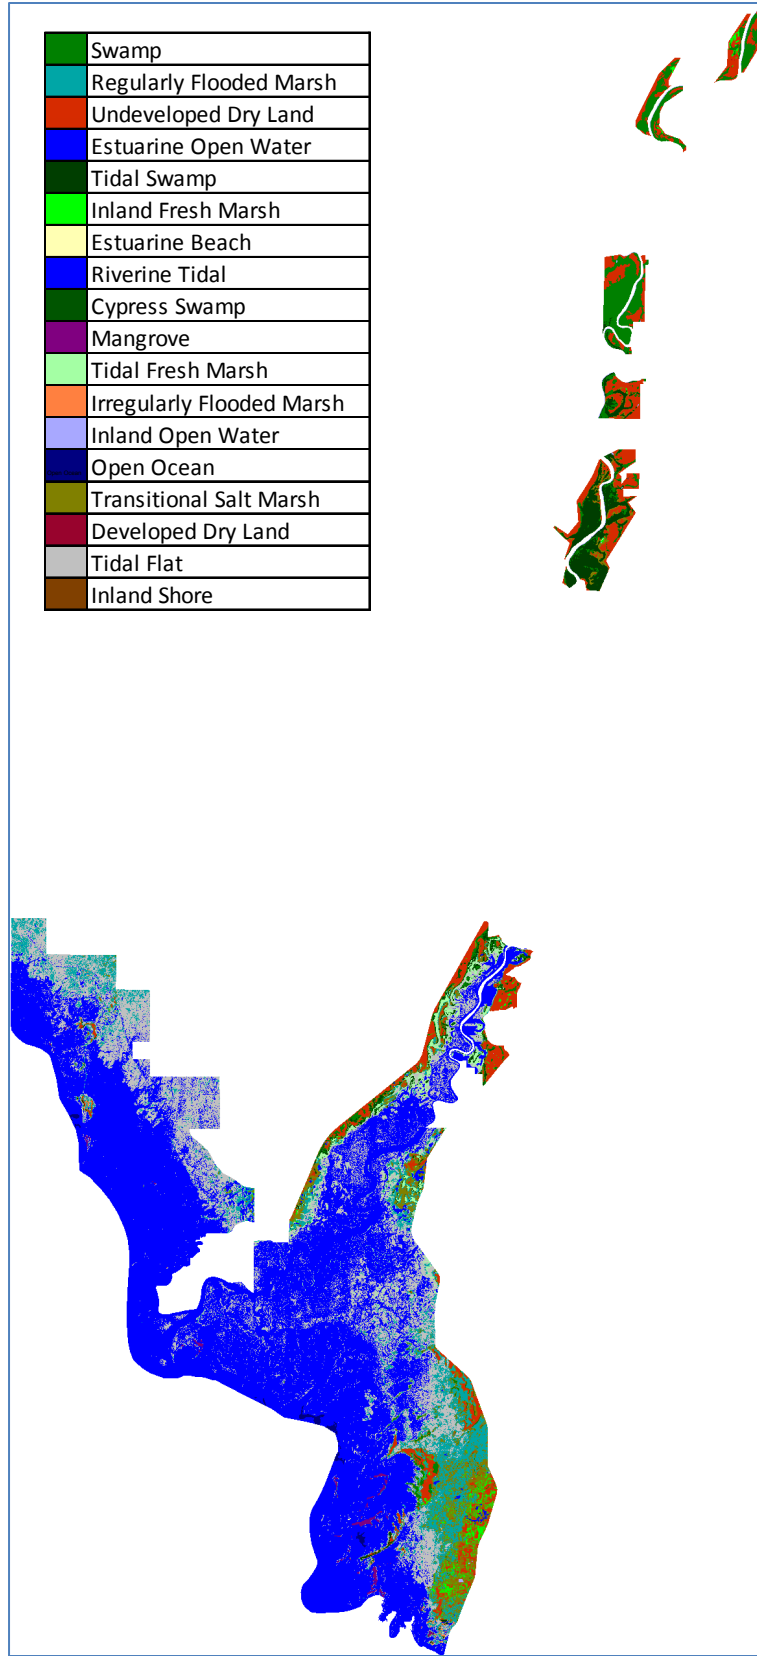 Swamp
Regularly Flooded Marsh
Undeveloped Dry Land
Estuarine Open Water
Tidal Swamp
Inland Fresh Marsh
Estuarine Beach
Riverine Tidal
Cypress Swamp
Mangrove
Tidal Fresh Marsh
Irregularly Flooded Marsh
Inland Open Water
Open Ocean
Transitional Salt Marsh
Developed Dry Land
Tidal Flat
Inland Shore